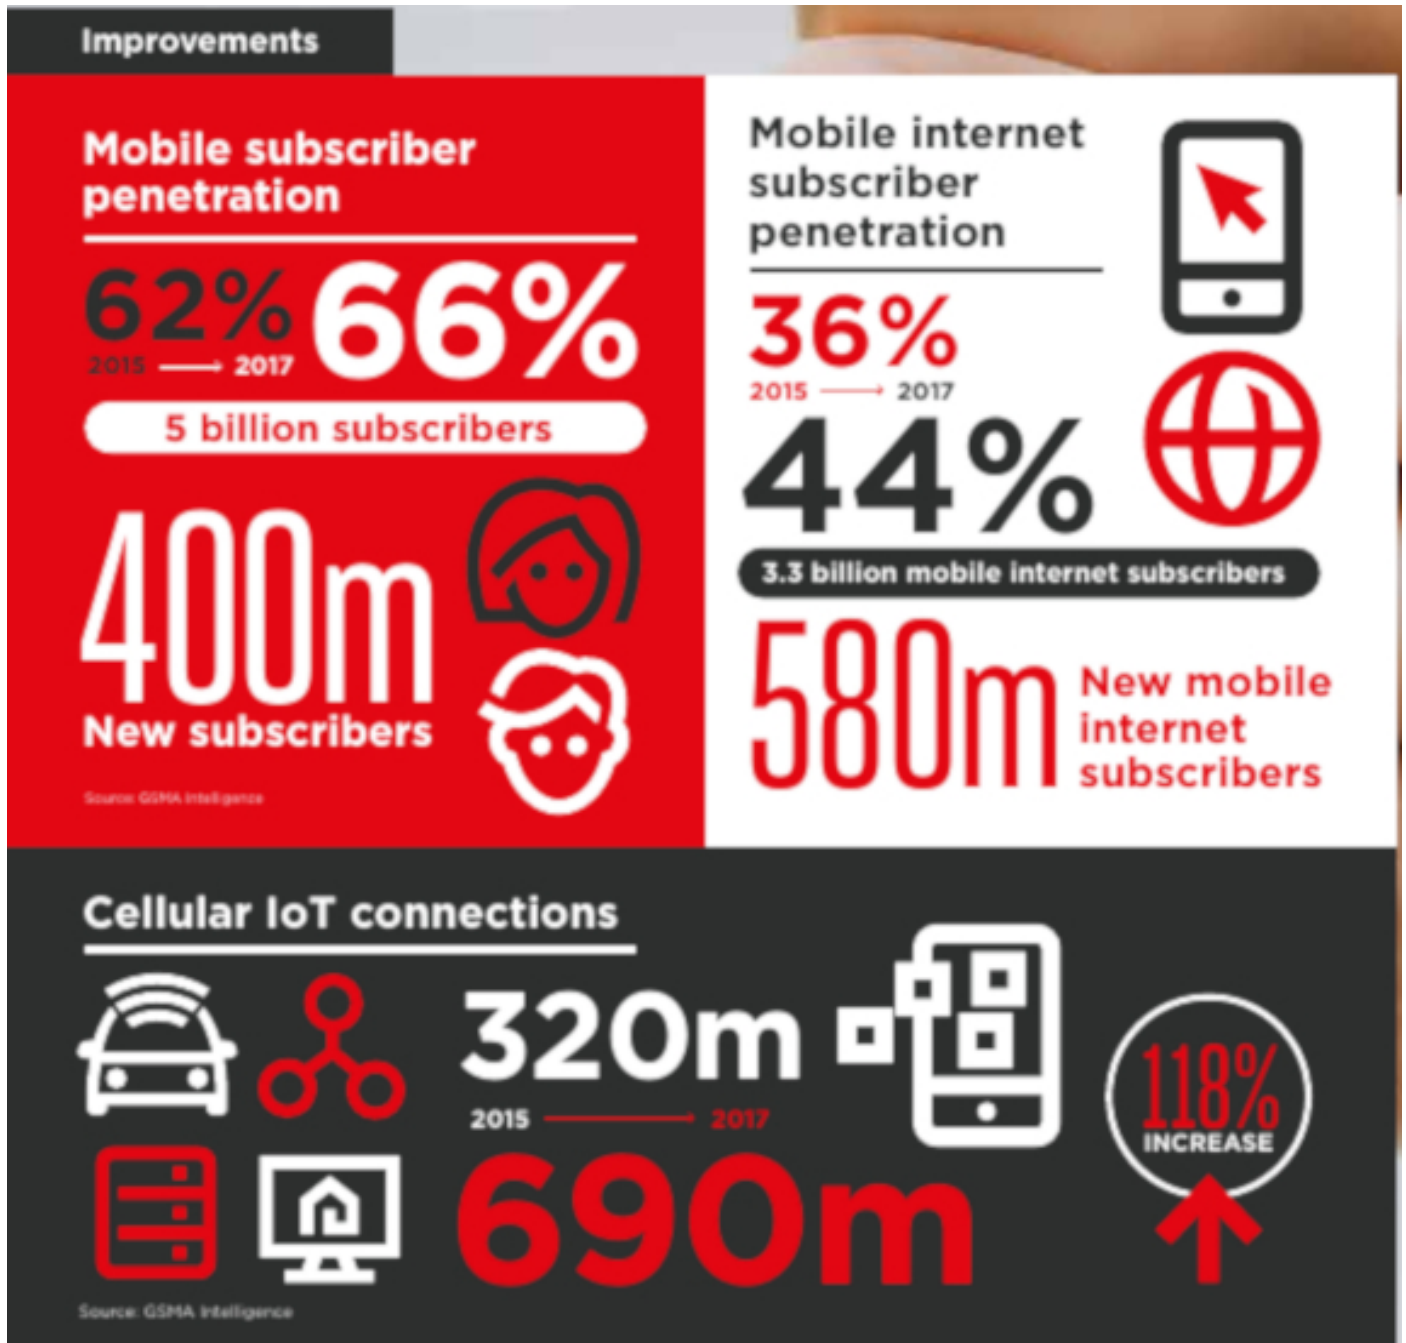 Improvements
Mobile subscriber
penetration
62% 66%
2015 2017
5 billion subscribers
400m
New subscribers
Source: GSMA Intelligence
Mobile internet
subscriber
penetration
36%
2015 2017
44%
3.3 billion mobile internet subscribers
580m
New mobile
internet
subscribers
Cellular IoT connections
320m
2015 2017
690m
118%
INCREASE
Source: GSMA Intelligence